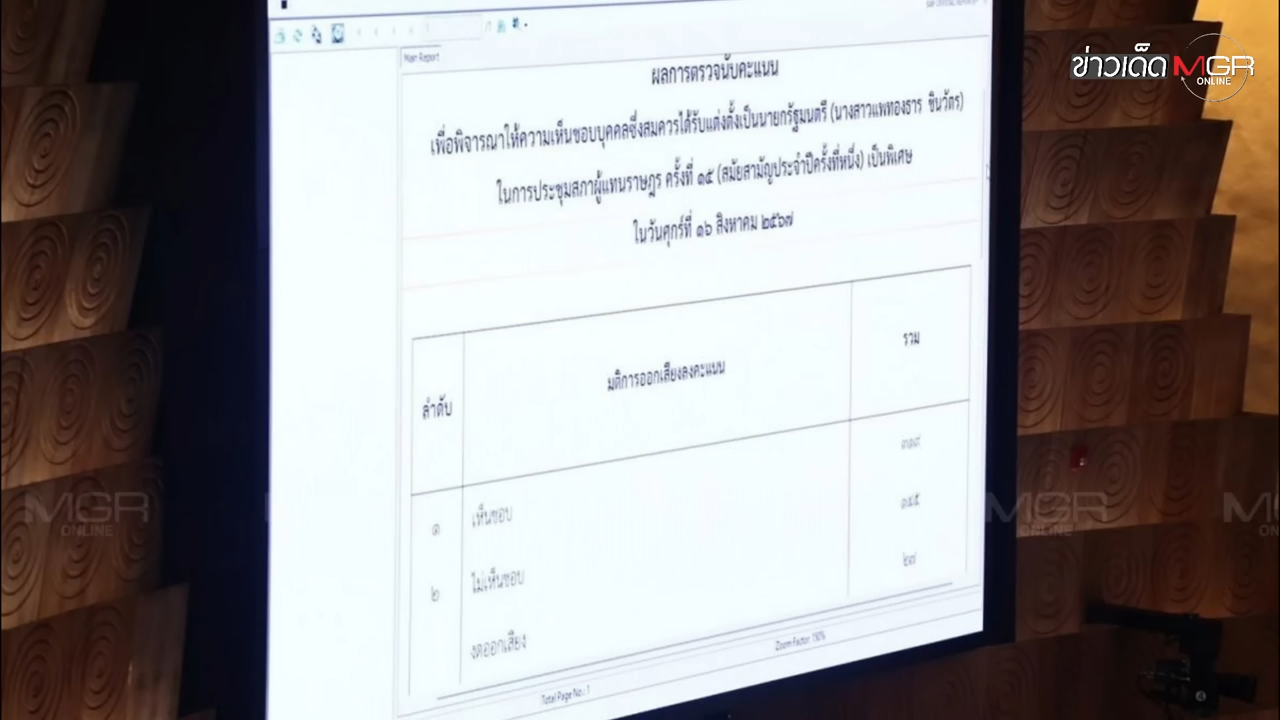 ข่าวเด็ด MGR ONLINE
Main Report
ผลการตรวจนับคะแนน
เพื่อพิจารณาให้ความเห็นชอบบุคคลซึ่งสมควรได้รับแต่งตั้งเป็นนายกรัฐมนตรี (นางสาวแพทองธาร ชินวัตร)
ในการประชุมสภาผู้แทนราษฎร ครั้งที่ ๑๕ (สมัยสามัญประจำปีครั้งที่หนึ่ง) เป็นพิเศษ
ในวันศุกร์ที่ ๑๖ สิงหาคม ๒๕๖๗
ลำดับ มติการออกเสียงลงคะแนน รวม
๑ เห็นชอบ ๓๑๙
๒ ไม่เห็นชอบ ๑๔๕
งดออกเสียง ๒๗
Total Page No.: 1 Zoom Factor: 150%
MGR ONLINE
MGR ONLINE